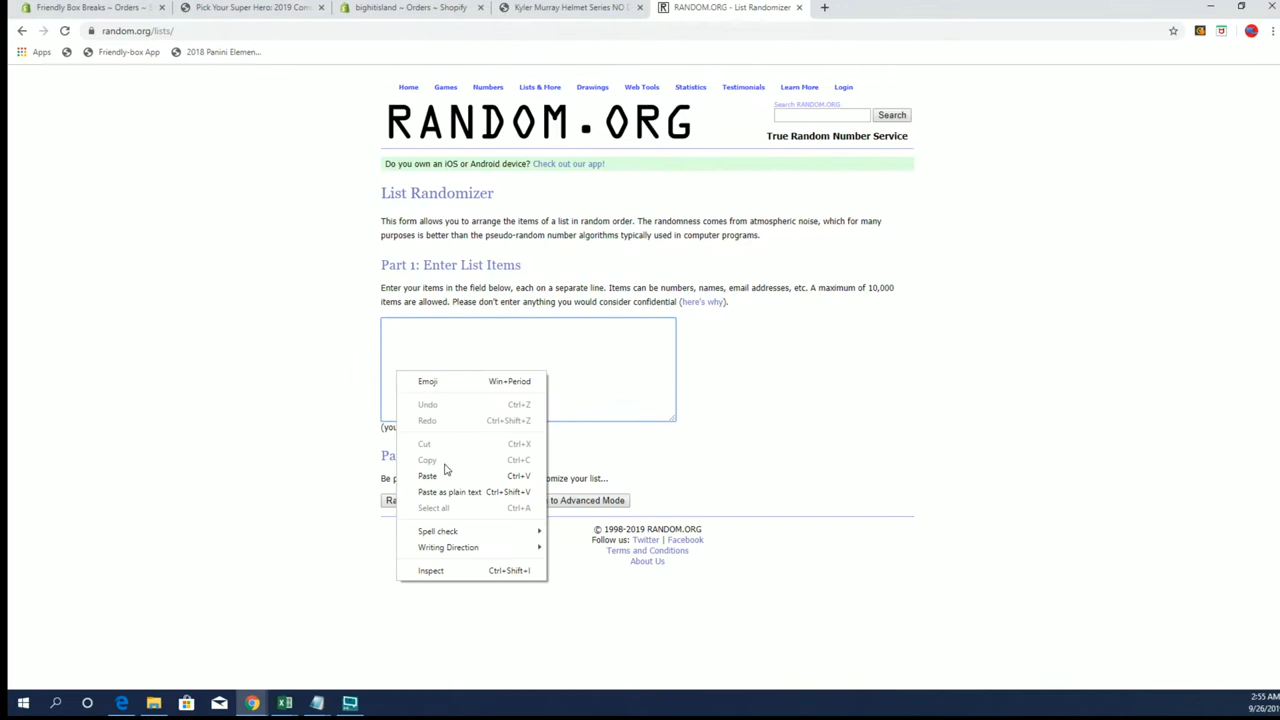 Friendly Box Breaks ~ Orders ~ S
Pick Your Super Hero: 2019 Com
bighitisland ~ Orders ~ Shopify
Kyler Murray Helmet Series NO D
RANDOM.ORG - List Randomizer
random.org/lists/
Apps
Friendly-box App
2018 Panini Elemen...
Home
Games
Numbers
Lists & More
Drawings
Web Tools
Statistics
Testimonials
Learn More
Login
RANDOM.ORG
Search RANDOM.ORG
Search
True Random Number Service
Do you own an iOS or Android device? Check out our app!
List Randomizer
This form allows you to arrange the items of a list in random order. The randomness comes from atmospheric noise, which for many
purposes is better than the pseudo-random number algorithms typically used in computer programs.
Part 1: Enter List Items
Enter your items in the field below, each on a separate line. Items can be numbers, names, email addresses, etc. A maximum of 10,000
items are allowed. Please don't enter anything you would consider confidential (here's why).
Emoji Win+Period
Undo Ctrl+Z
Redo Ctrl+Shift+Z
(you
Cut Ctrl+X
Pa
Copy Ctrl+C
Paste Ctrl+V
Be p
omize your list...
Paste as plain text Ctrl+Shift+V
Ra
to Advanced Mode
Select all Ctrl+A
Spell check
Writing Direction
Inspect Ctrl+Shift+I
© 1998-2019 RANDOM.ORG
Follow us: Twitter | Facebook
Terms and Conditions
About Us
2:55 AM
9/26/201